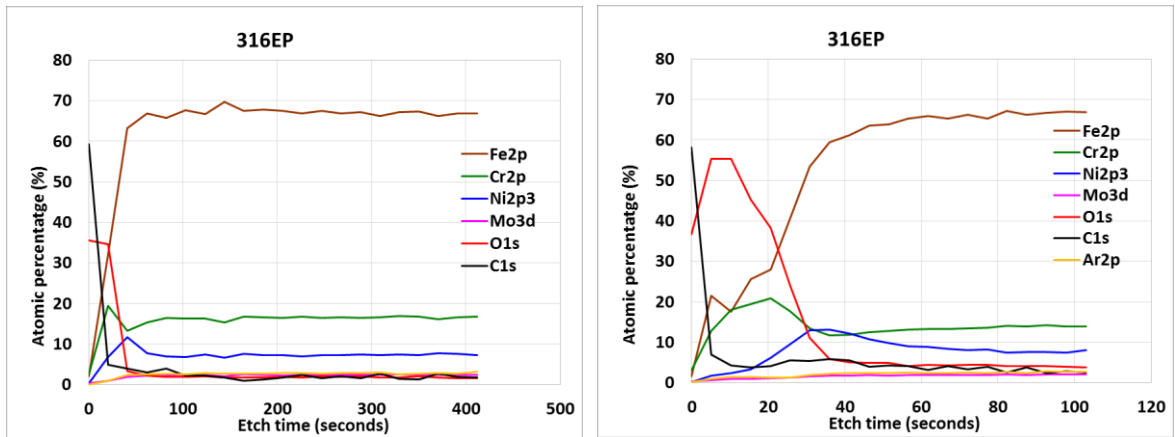 316EP
Atomic percentatge (%)
80
70
60
50
40
30
20
10
0
Fe2p
Cr2p
Ni2p3
Mo3d
O1s
C1s
0
100
200
300
400
500
Etch time (seconds)
316EP
Atomic percentatge (%)
80
70
60
50
40
30
20
10
0
Fe2p
Cr2p
Ni2p3
Mo3d
O1s
C1s
Ar2p
0
20
40
60
80
100
120
Etch time (seconds)